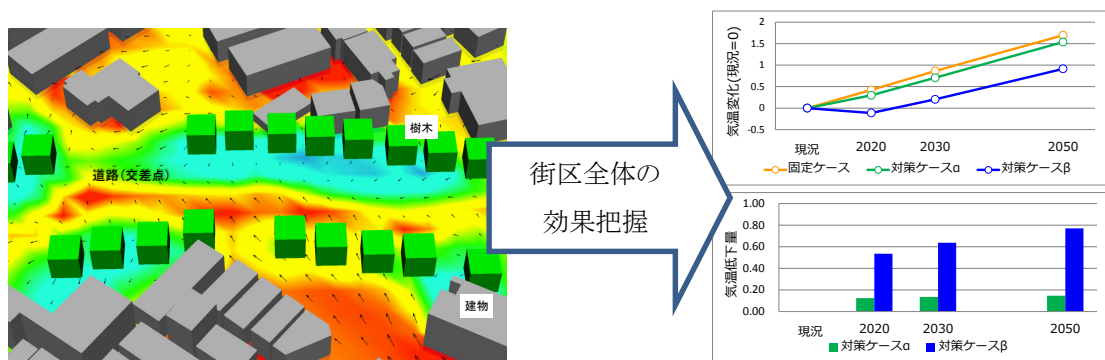 樹木
道路(交差点)
建物
街区全体の
効果把握
気温変化(現況=0)
2
1.5
1
0.5
0
-0.5
現況
2020
2030
2050
固定ケース
対策ケースα
対策ケースβ
気温低下量
1.00
0.80
0.60
0.40
0.20
0.00
現況
2020
2030
2050
対策ケースα
対策ケースβ